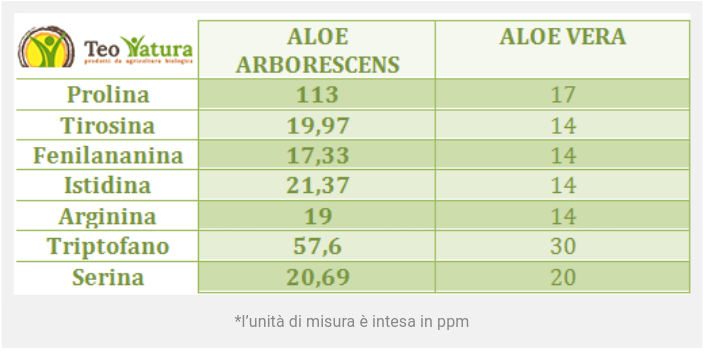 Teo Natura
prodotti da agricoltura biologica
ALOE ARBORESCENS
ALOE VERA
Prolina 113 17
Tirosina 19,97 14
Fenilananina 17,33 14
Istidina 21,37 14
Arginina 19 14
Triptofano 57,6 30
Serina 20,69 20
*l’unità di misura è intesa in ppm